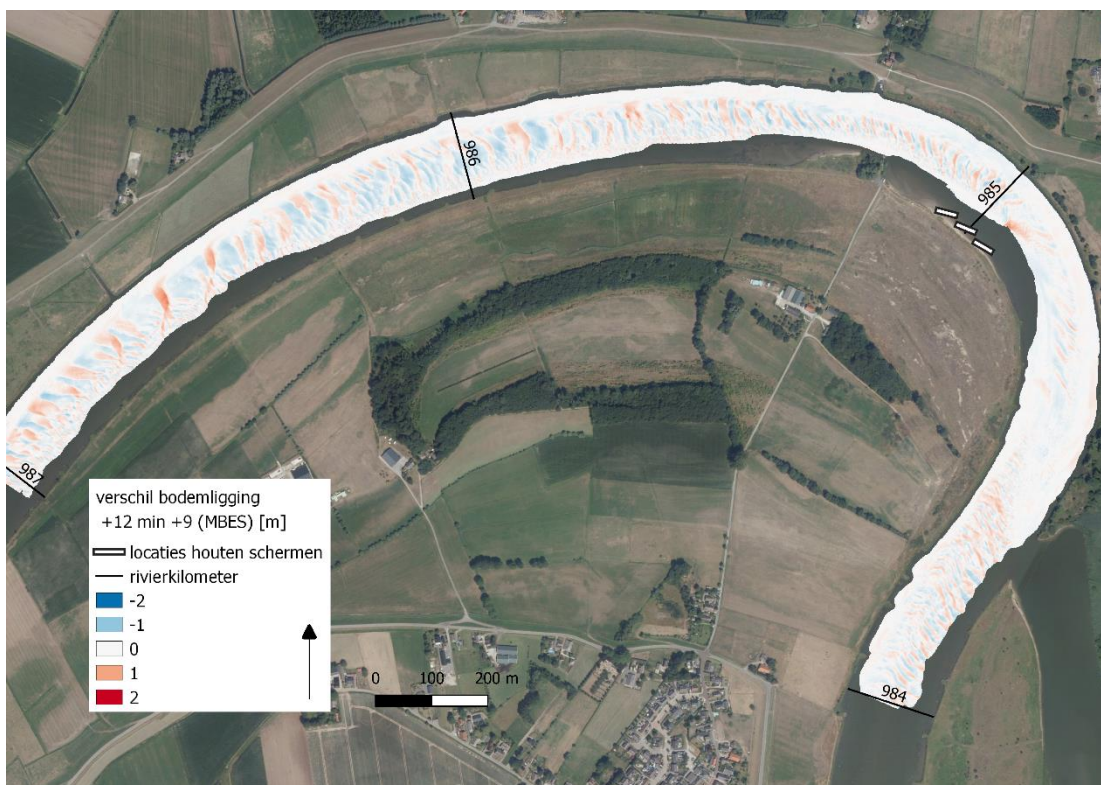 986
985
987
984
verschil bodemligging
+12 min +9 (MBES) [m]
locaties houten schermen
rivierkilometer
-2
-1
0
1
2
0 100 200 m